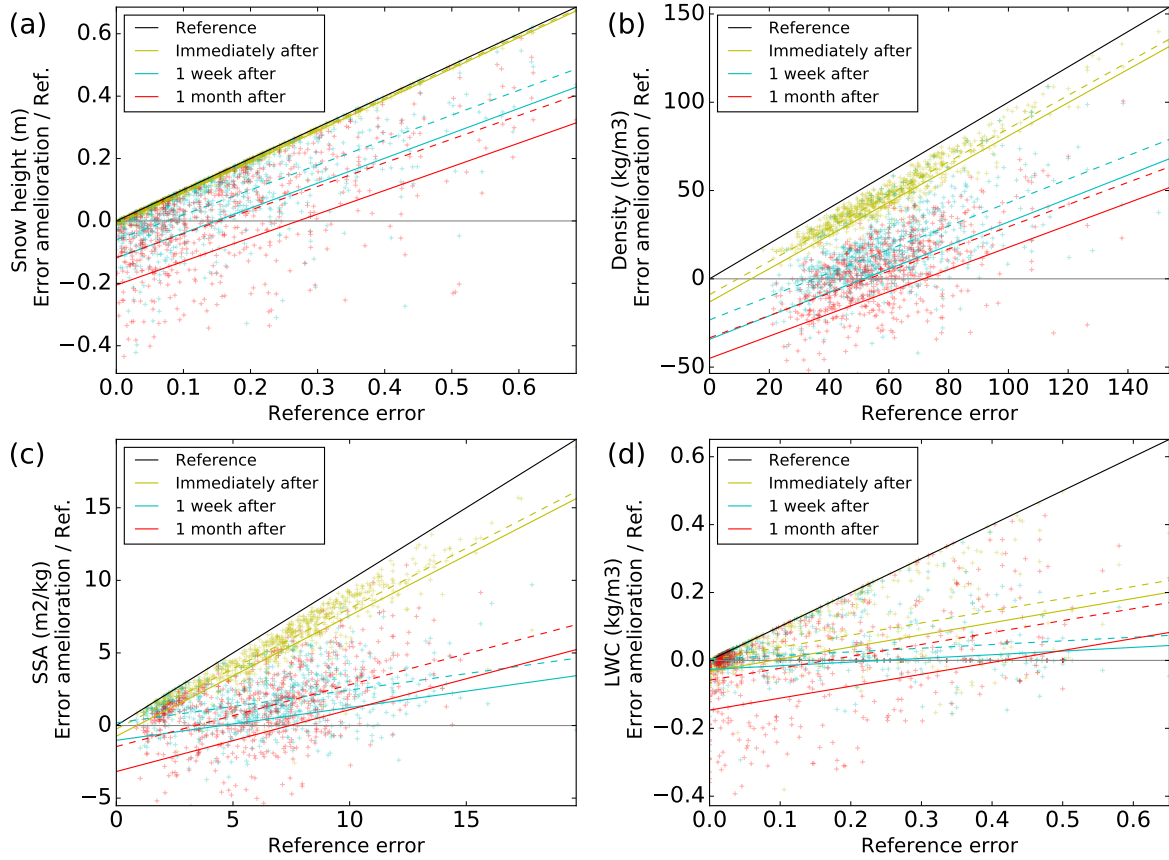 (a)
Reference
Immediately after
1 week after
1 month after
Snow height (m)
Error amelioration / Ref.
0.6
0.4
0.2
0.0
−0.2
−0.4
0.0
0.1
0.2
0.3
0.4
0.5
0.6
Reference error
(b)
Reference
Immediately after
1 week after
1 month after
Density (kg/m3)
Error amelioration / Ref.
150
100
50
0
−50
0
20
40
60
80
100
120
140
Reference error
(c)
Reference
Immediately after
1 week after
1 month after
SSA (m2/kg)
Error amelioration / Ref.
15
10
5
0
−5
0
5
10
15
Reference error
(d)
Reference
Immediately after
1 week after
1 month after
LWC (kg/m3)
Error amelioration / Ref.
0.6
0.4
0.2
0.0
−0.2
−0.4
0.0
0.1
0.2
0.3
0.4
0.5
0.6
Reference error